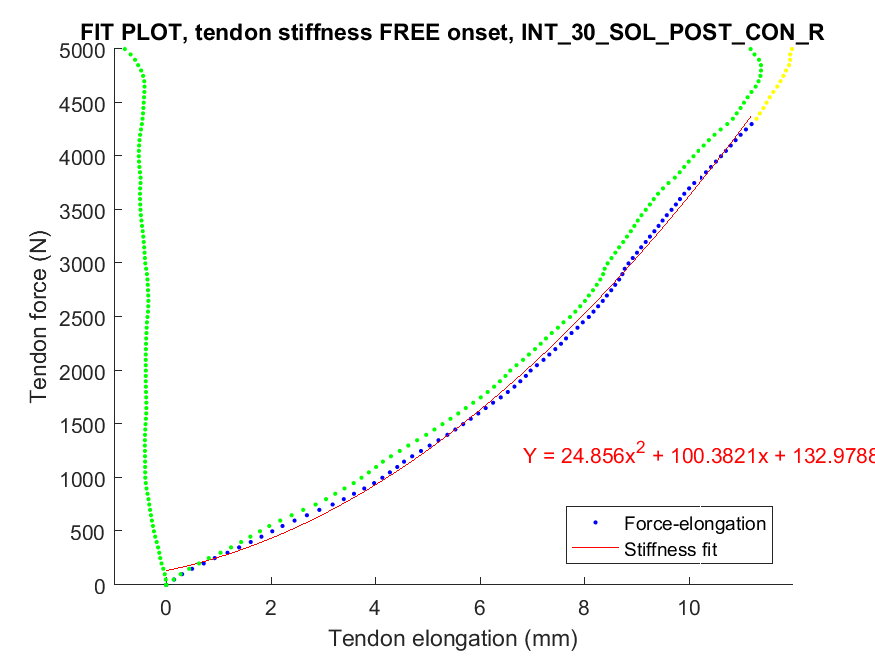 FIT PLOT, tendon stiffness FREE onset, INT_30_SOL_POST_CON_R
5000
4500
4000
3500
3000
2500
2000
1500
1000
500
0
Tendon force (N)
Y = 24.856x² + 100.3821x + 132.9788
Force-elongation
Stiffness fit
0 2 4 6 8 10
Tendon elongation (mm)